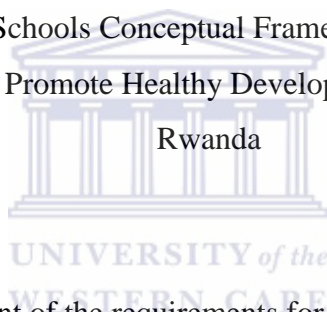 Schools Conceptual Frame
Promote Healthy Develop
Rwanda
UNIVERSITY of the
nt of the requirements for
WESTERN CAPE